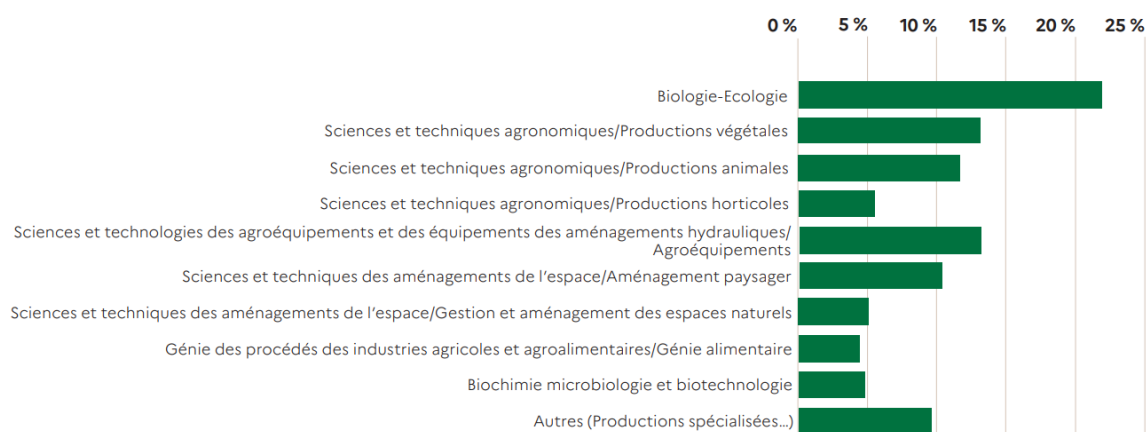 0 % 5 % 10 % 15 % 20 % 25 %
Biologie-Ecologie
Sciences et techniques agronomiques/Productions végétales
Sciences et techniques agronomiques/Productions animales
Sciences et techniques agronomiques/Productions horticoles
Sciences et technologies des agroéquipements et des équipements des aménagements hydrauliques/
Agroéquipements
Sciences et techniques des aménagements de l'espace/Aménagement paysager
Sciences et techniques des aménagements de l'espace/Gestion et aménagement des espaces naturels
Génie des procédés des industries agricoles et agroalimentaires/Génie alimentaire
Biochimie microbiologie et biotechnologie
Autres (Productions spécialisées...)